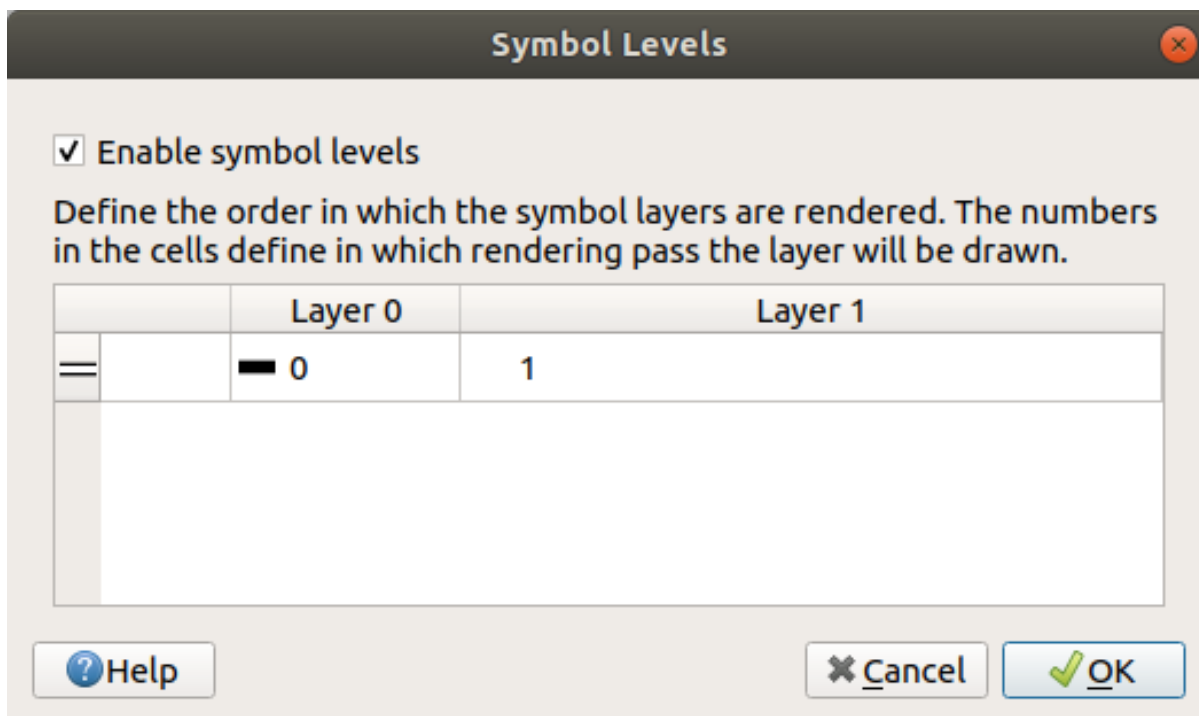 Symbol Levels
Enable symbol levels
Define the order in which the symbol layers are rendered. The numbers
in the cells define in which rendering pass the layer will be drawn.
Layer 0 Layer 1
0 1
Help Cancel OK